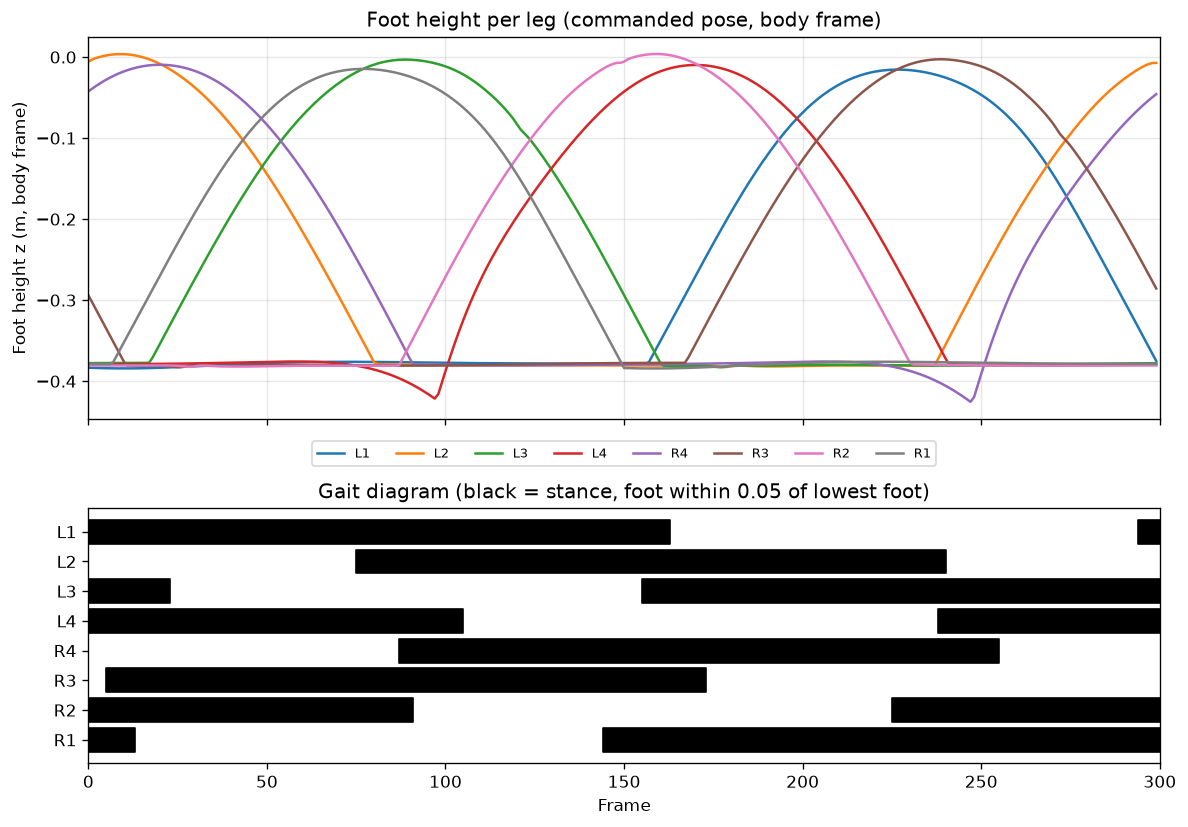 Foot height per leg (commanded pose, body frame)
Foot height z (m, body frame)
0.0
−0.1
−0.2
−0.3
−0.4
L1 L2 L3 L4 R4 R3 R2 R1
Gait diagram (black = stance, foot within 0.05 of lowest foot)
L1
L2
L3
L4
R4
R3
R2
R1
0 50 100 150 200 250 300
Frame